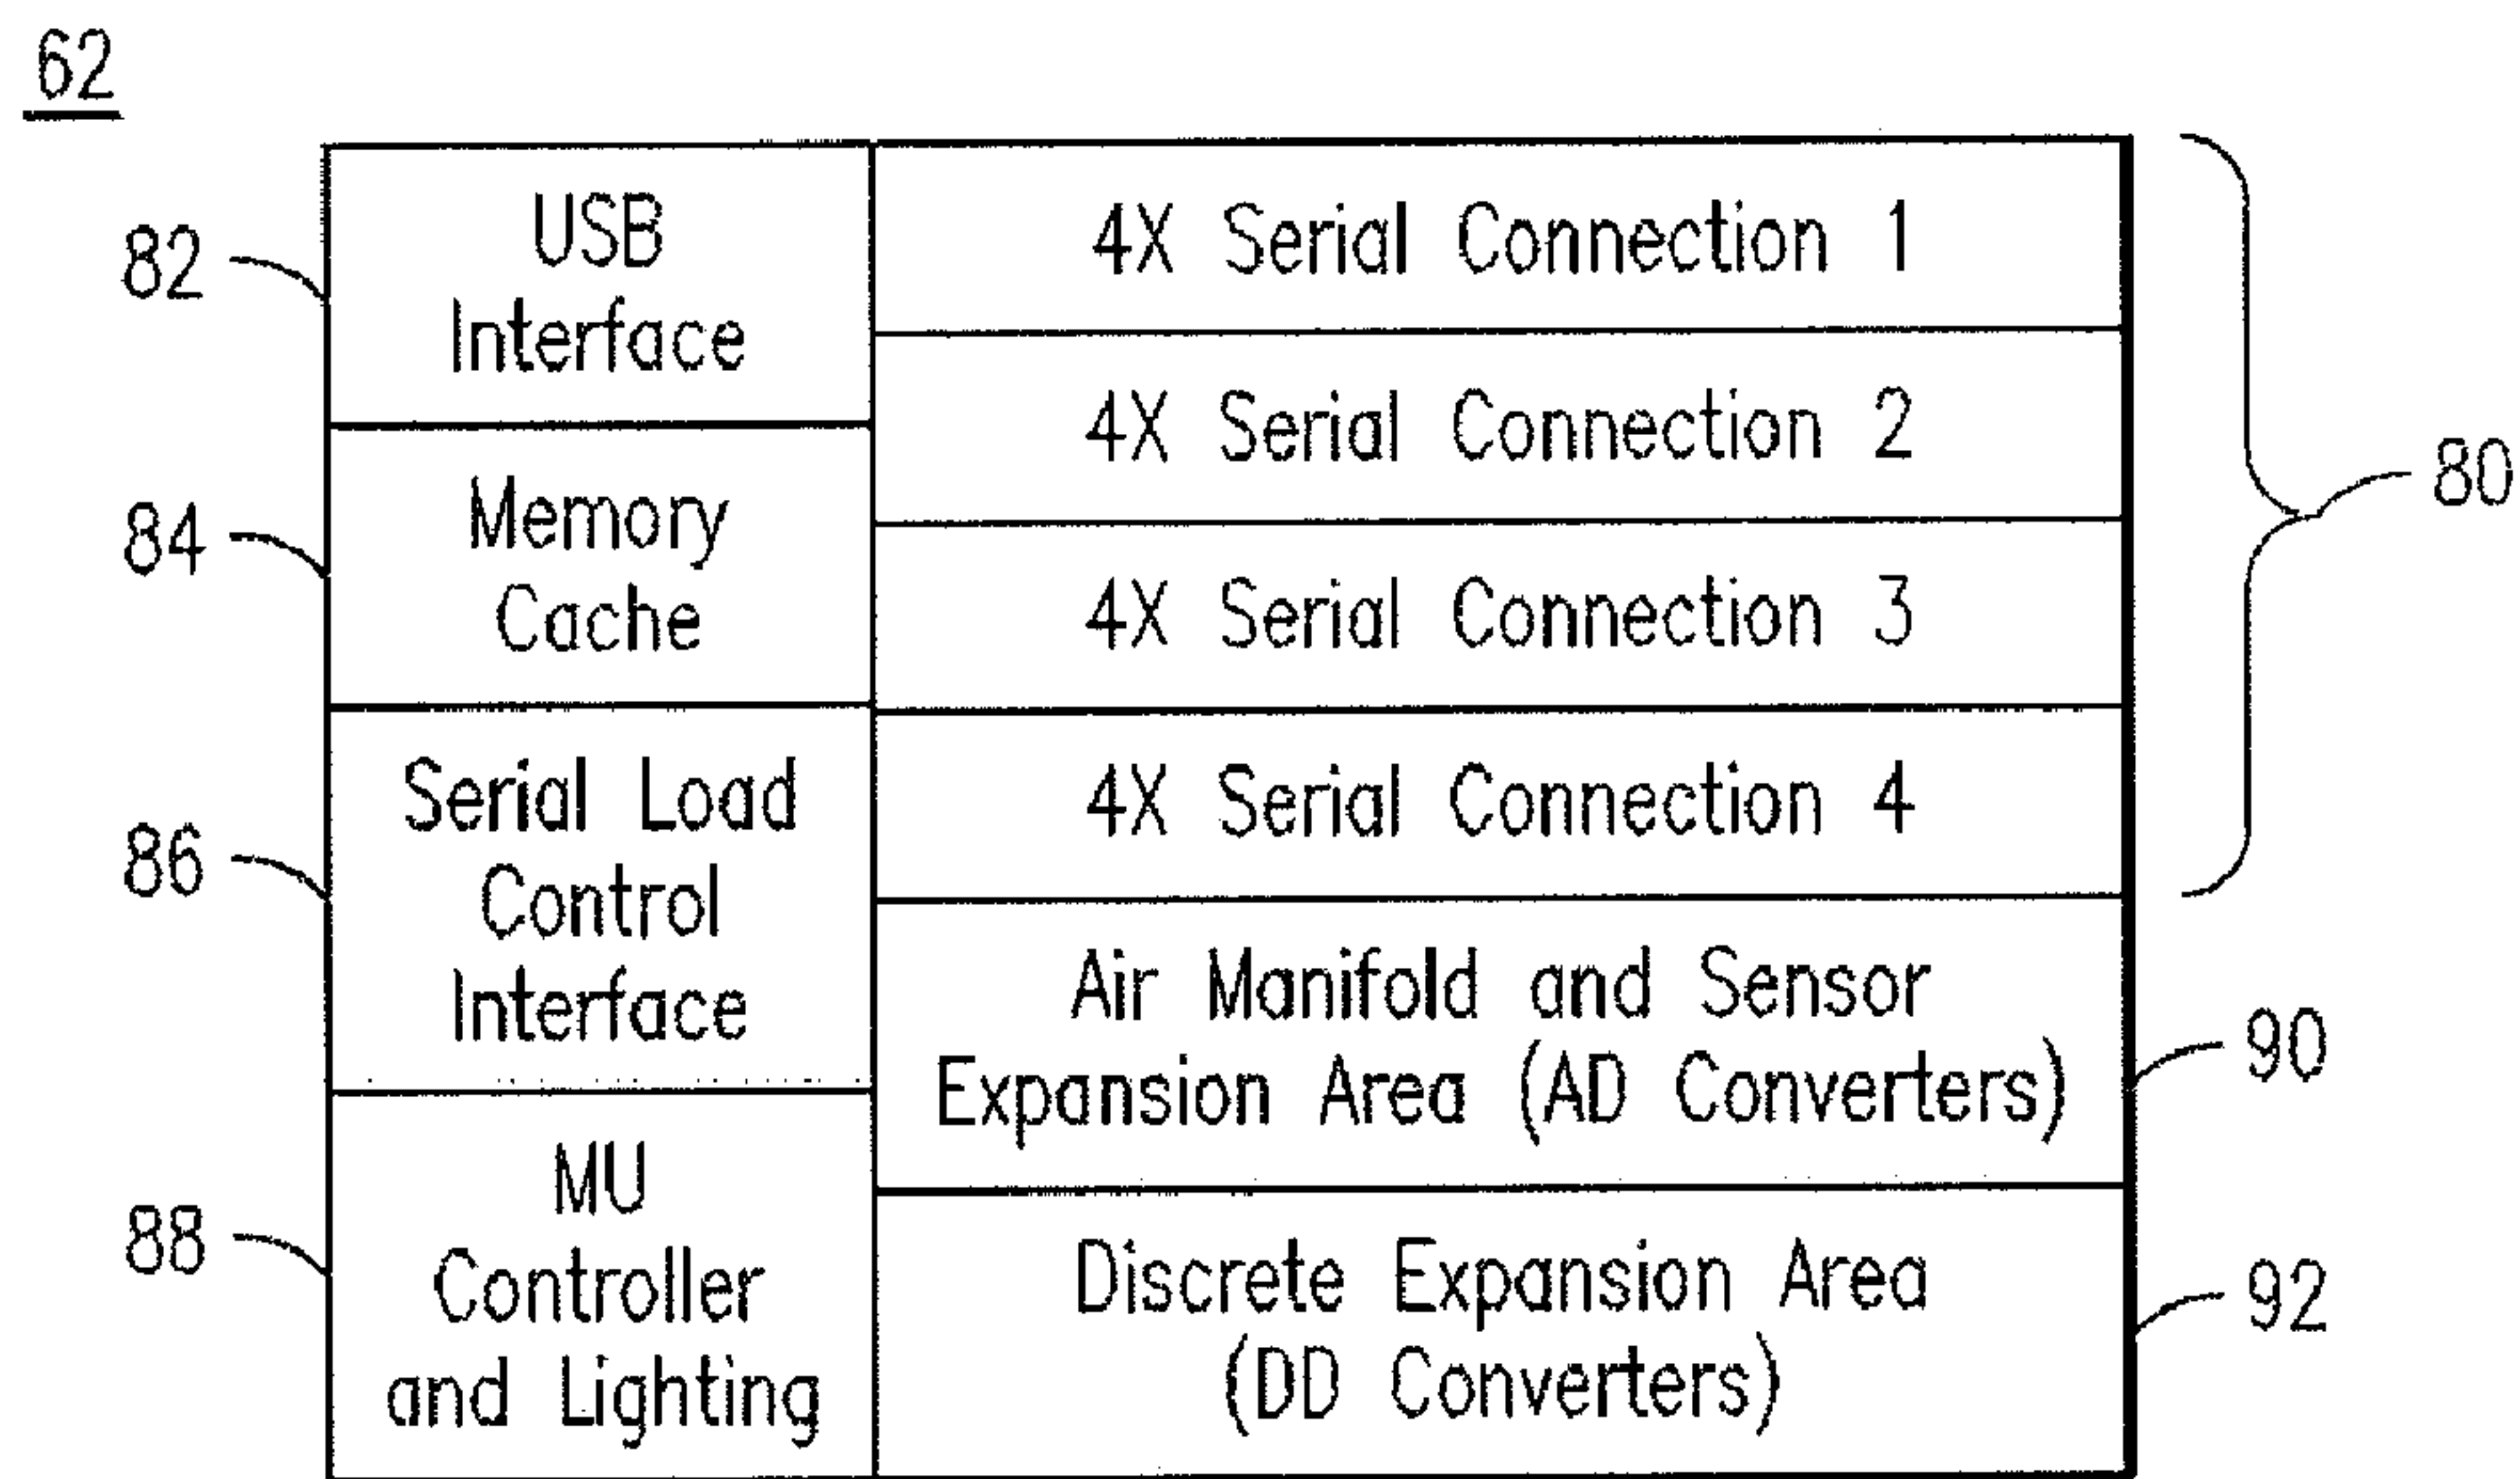 62
82
USB
Interface
84
Memory
Cache
86
Serial Load
Control
Interface
88
MU
Controller
and Lighting
4X Serial Connection 1
4X Serial Connection 2
4X Serial Connection 3
4X Serial Connection 4
80
Air Manifold and Sensor
Expansion Area (AD Converters)
90
Discrete Expansion Area
(DD Converters)
92